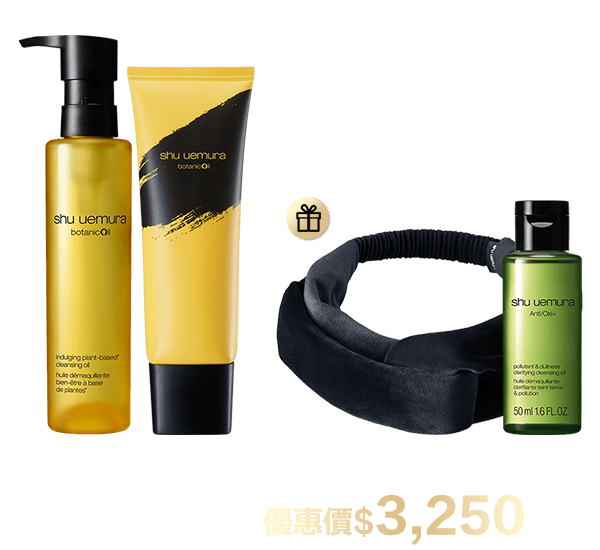 shu uemura
botanicOil
indulging plant-based*
cleansing oil
huile démaquillante
bien-être à base
de plantes*
shu uemura
botanicOil
shu uemura
Anti/Oxi+
pollutant & dullness
clarifying cleansing oil
huile démaquillante
clarifiante teint terne
& pollution
50 ml 1.6 FL.OZ.
優惠價$3,250